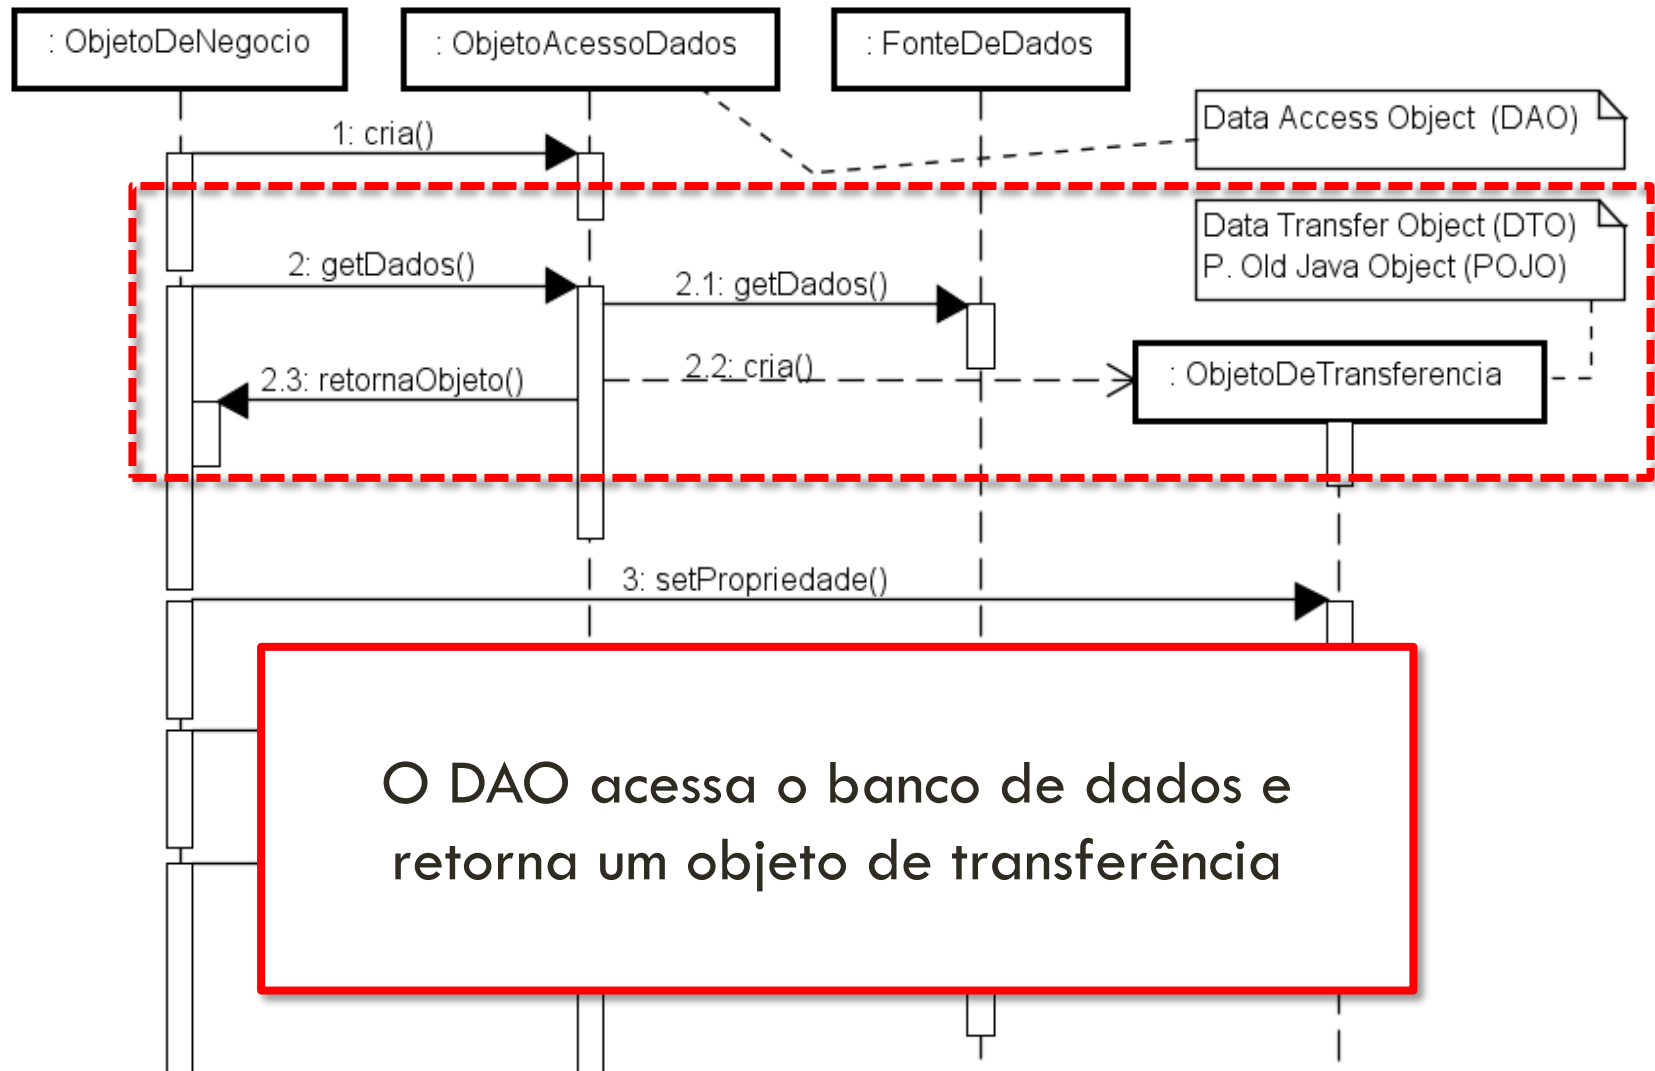 : ObjetoDeNegocio
: ObjetoAcessoDados
: FonteDeDados
Data Access Object (DAO)
1: cria()
Data Transfer Object (DTO)
P. Old Java Object (POJO)
2: getDados()
2.1: getDados()
2.2: cria()
: ObjetoDeTransferencia
2.3: retornaObjeto()
3: setPropriedade()
O DAO acessa o banco de dados e
retorna um objeto de transferência